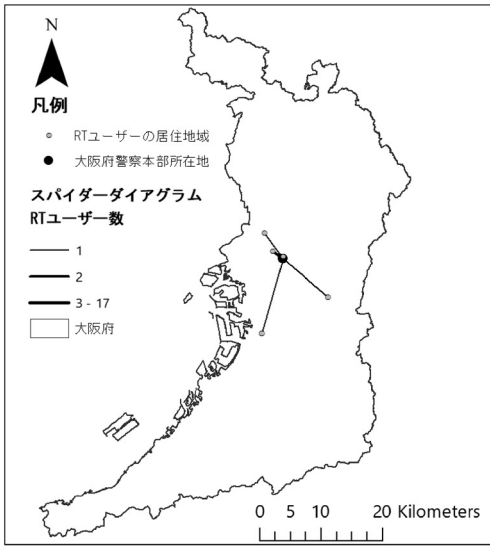 N
凡例
RTユーザーの居住地域
大阪府警察本部所在地
スパイダーダイアグラム
RTユーザー数
1
2
3 - 17
大阪府
0 5 10 20 Kilometers